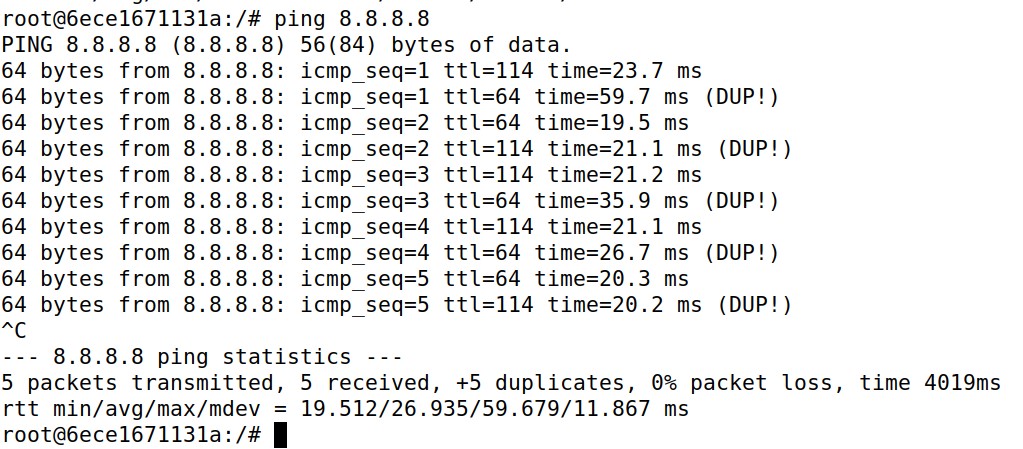 root@6ece1671131a:/# ping 8.8.8.8
PING 8.8.8.8 (8.8.8.8) 56(84) bytes of data.
64 bytes from 8.8.8.8: icmp_seq=1 ttl=114 time=23.7 ms
64 bytes from 8.8.8.8: icmp_seq=1 ttl=64 time=59.7 ms (DUP!)
64 bytes from 8.8.8.8: icmp_seq=2 ttl=64 time=19.5 ms
64 bytes from 8.8.8.8: icmp_seq=2 ttl=114 time=21.1 ms (DUP!)
64 bytes from 8.8.8.8: icmp_seq=3 ttl=114 time=21.2 ms
64 bytes from 8.8.8.8: icmp_seq=3 ttl=64 time=35.9 ms (DUP!)
64 bytes from 8.8.8.8: icmp_seq=4 ttl=114 time=21.1 ms
64 bytes from 8.8.8.8: icmp_seq=4 ttl=64 time=26.7 ms (DUP!)
64 bytes from 8.8.8.8: icmp_seq=5 ttl=64 time=20.3 ms
64 bytes from 8.8.8.8: icmp_seq=5 ttl=114 time=20.2 ms (DUP!)
^C
--- 8.8.8.8 ping statistics ---
5 packets transmitted, 5 received, +5 duplicates, 0% packet loss, time 4019ms
rtt min/avg/max/mdev = 19.512/26.935/59.679/11.867 ms
root@6ece1671131a:/#